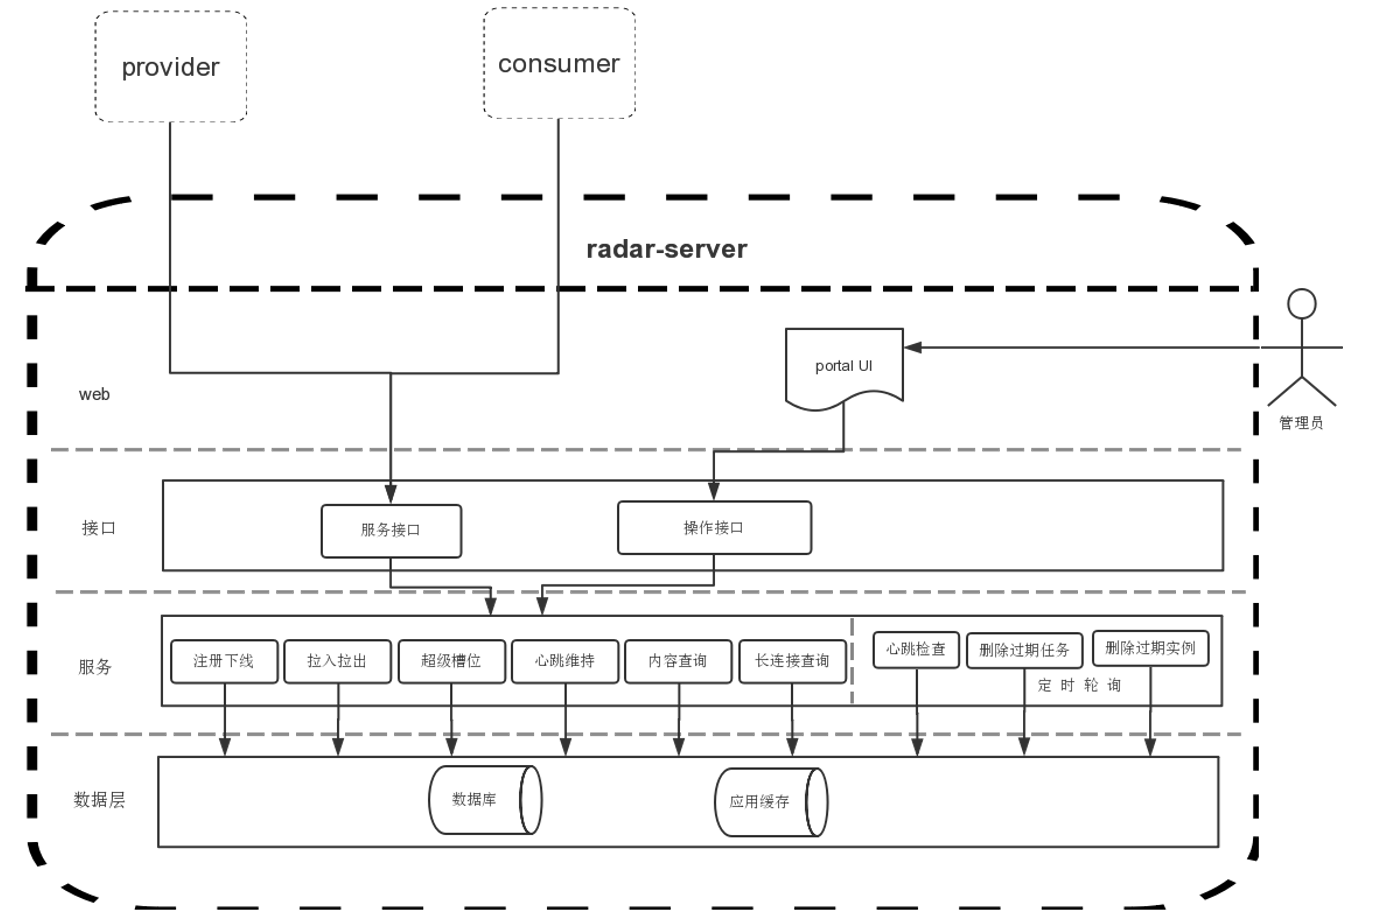 provider
consumer
radar-server
portal UI
web
管理员
接口
服务接口
操作接口
服务
注册下线
拉入拉出
超级槽位
心跳维持
内容查询
长连接查询
心跳检查
删除过期任务
删除过期实例
定 时 轮 询
数据层
数据库
应用缓存